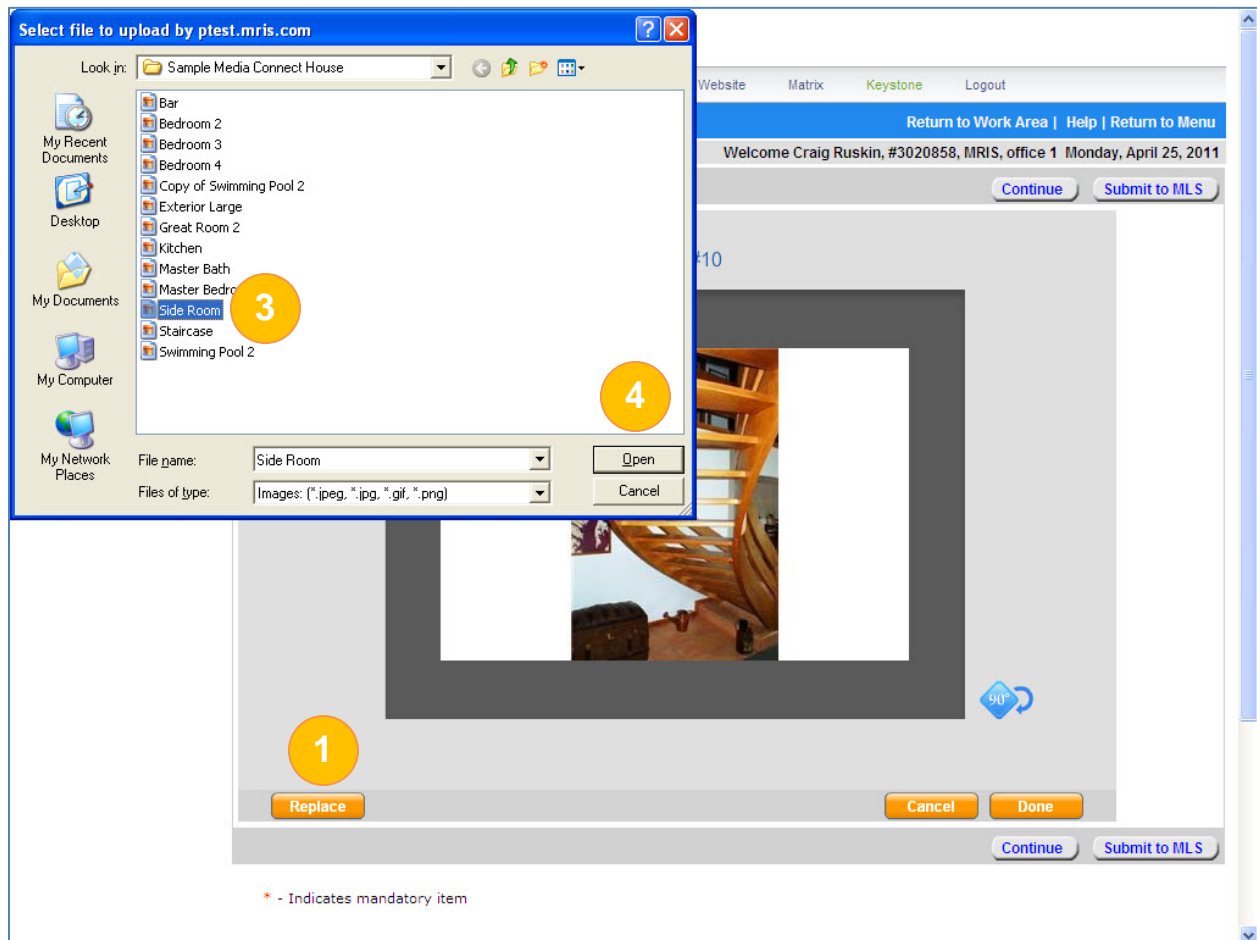 Select file to upload by ptest.mris.com
Look in: Sample Media Connect House
My Recent Documents
Desktop
My Documents
My Computer
My Network Places
Bar
Bedroom 2
Bedroom 3
Bedroom 4
Copy of Swimming Pool 2
Exterior Large
Great Room 2
Kitchen
Master Bath
Master
Side Room
Staircase
Swimming Pool 2
3
4
File name: Side Room Open
Files of type: Images: (*.jpeg, *.jpg, *.gif, *.png) Cancel
Website Matrix Keystone Logout
Return to Work Area | Help | Return to Menu
Welcome Craig Ruskin, #3020858, MRIS, office 1 Monday, April 25, 2011
Continue Submit to MLS
#10
90°
1
Replace Cancel Done
Continue Submit to MLS
* - Indicates mandatory item